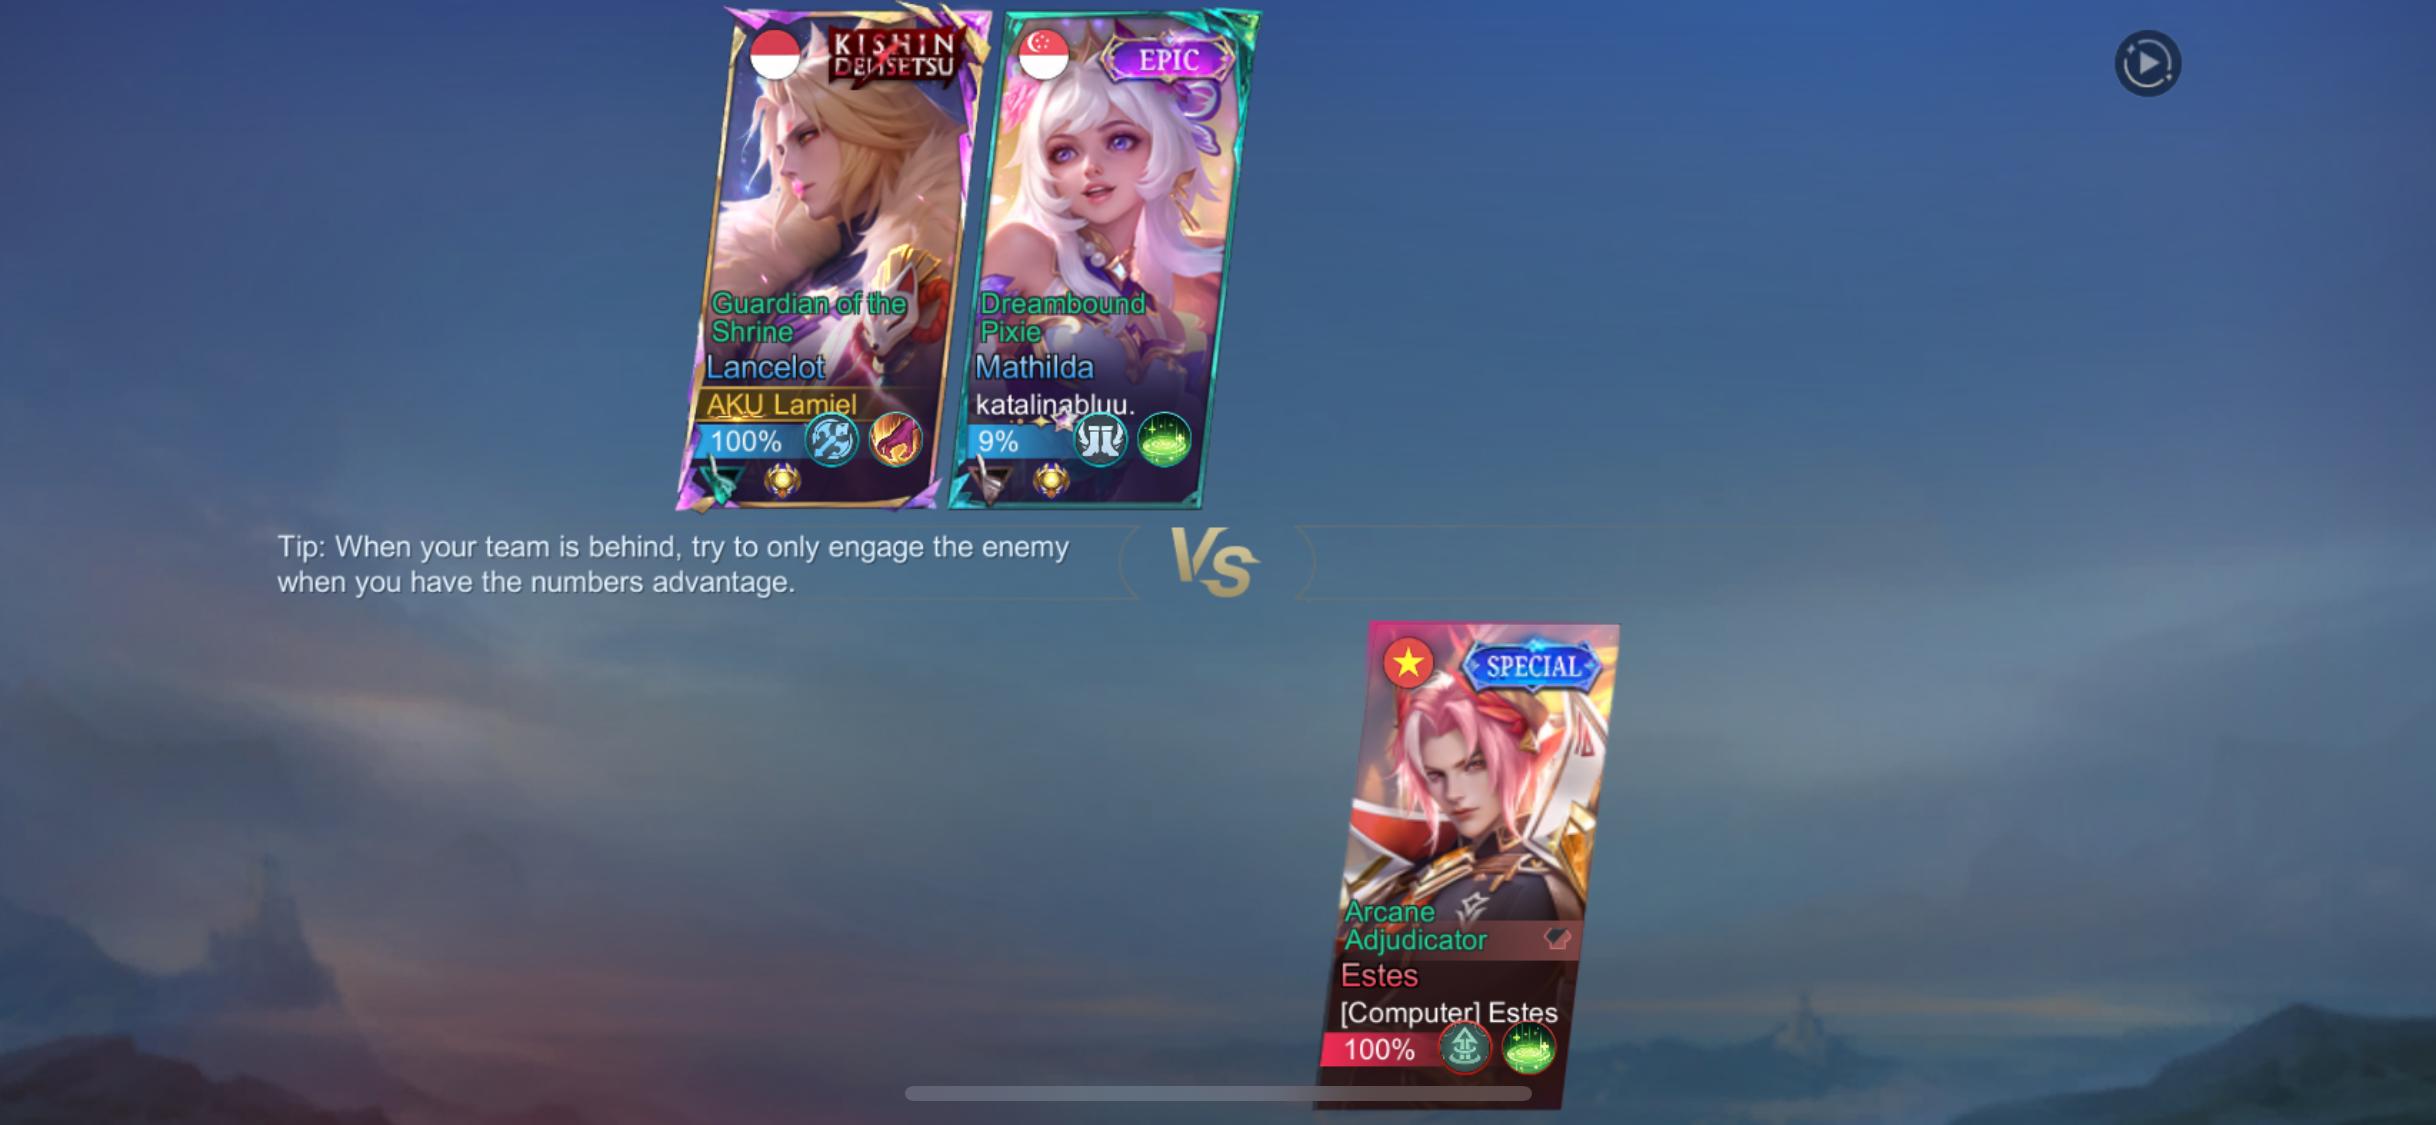 KISHIN
DENSETSU
Guardian of the
Shrine
Lancelot
AKU Lamiel
100%
EPIC
Dreambound
Pixie
Mathilda
katalinabluu.
9%
Tip: When your team is behind, try to only engage the enemy
when you have the numbers advantage.
Vs
SPECIAL
Arcane
Adjudicator
Estes
[Computer] Estes
100%